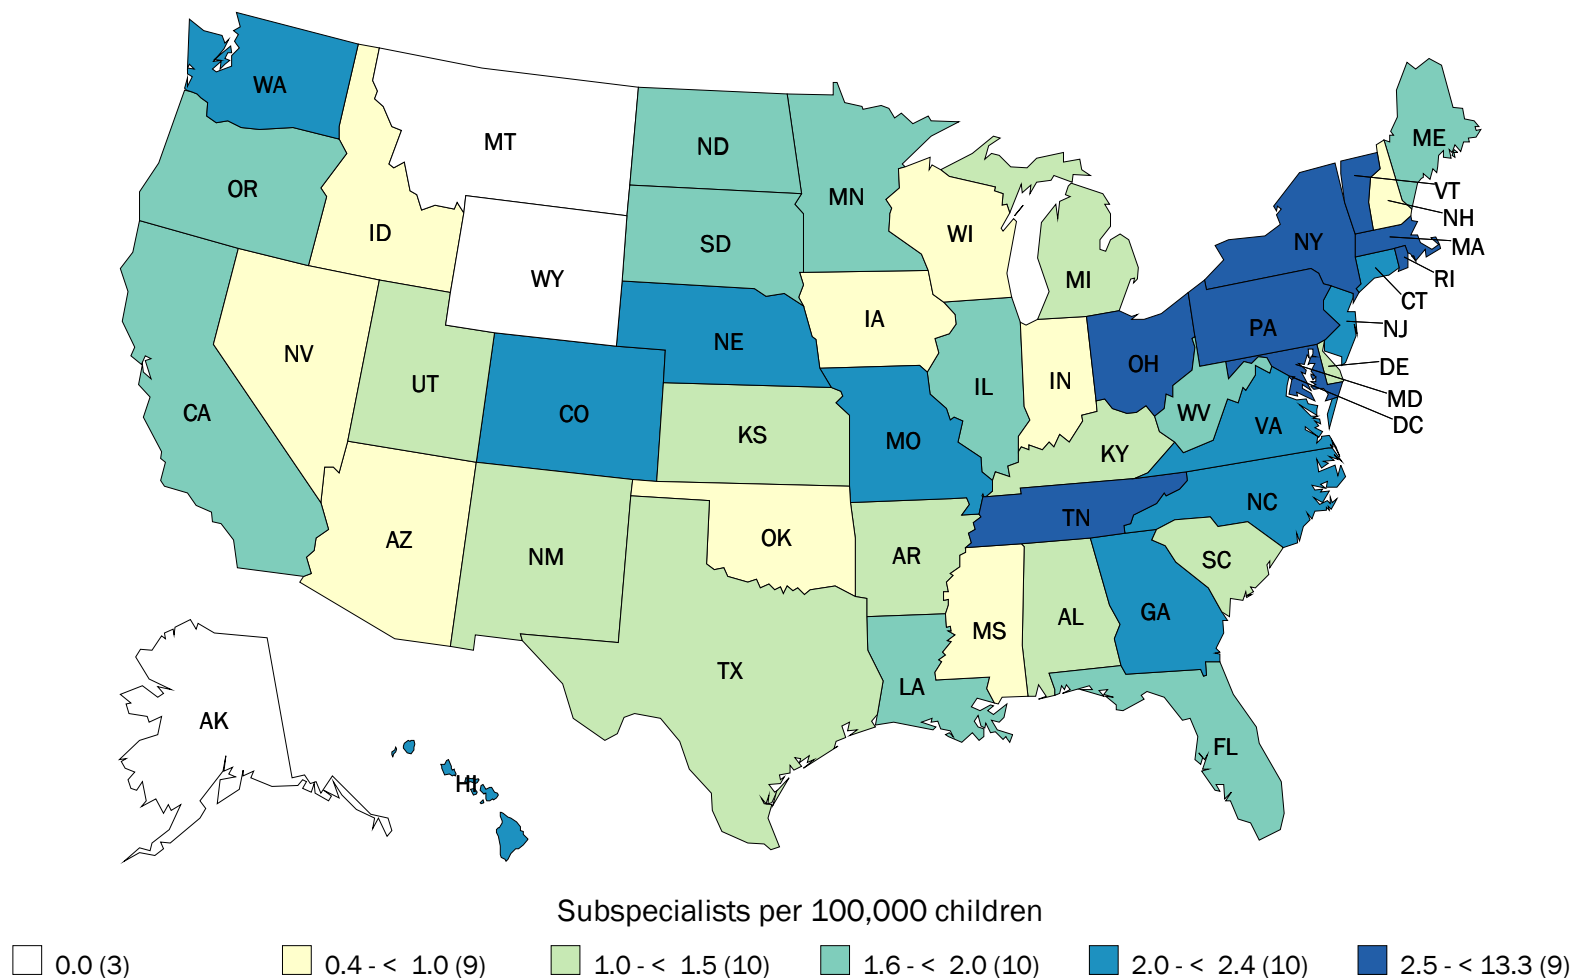 WA
MT
ND
ME
OR
MN
VT
ID
SD
WI
NH
NY
MA
WY
MI
RI
CT
NV
NE
IA
PA
NJ
UT
OH
DE
CA
CO
IL
IN
MD
KS
MO
WV
VA
DC
KY
AZ
NM
OK
AR
TN
NC
SC
TX
MS
AL
GA
LA
AK
FL
HI
Subspecialists per 100,000 children
0.0 (3) 0.4 - < 1.0 (9) 1.0 - < 1.5 (10) 1.6 - < 2.0 (10) 2.0 - < 2.4 (10) 2.5 - < 13.3 (9)